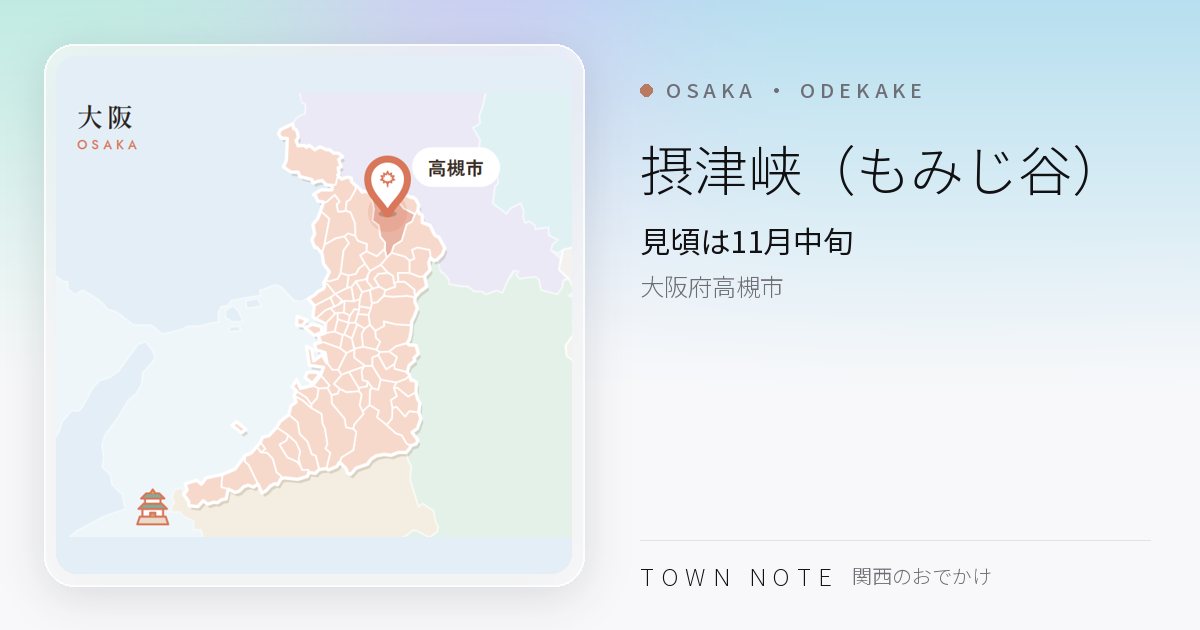 大阪
OSAKA
高槻市
OSAKA • ODEKAKE
摂津峡（もみじ谷）
見頃は11月中旬
大阪府高槻市
TOWN NOTE 関西のおでかけ